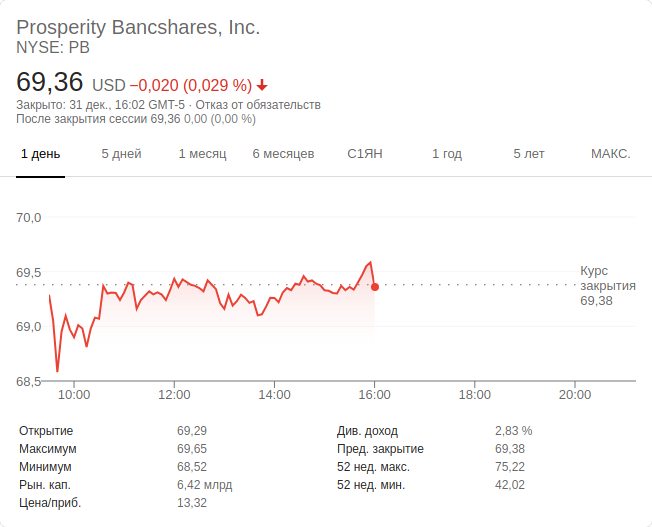 Prosperity Bancshares, Inc.
NYSE: PB
69,36 USD −0,020 (0,029 %)
Закрыто: 31 дек., 16:02 GMT-5 · Отказ от обязательств
После закрытия сессии 69,36 0,00 (0,00 %)
1 день 5 дней 1 месяц 6 месяцев С1ЯН 1 год 5 лет МАКС.
70,0
69,5
69,0
68,5
Курс
закрытия
69,38
10:00 12:00 14:00 16:00 18:00 20:00
Открытие 69,29 Див. доход 2,83 %
Максимум 69,65 Пред. закрытие 69,38
Минимум 68,52 52 нед. макс. 75,22
Рын. кап. 6,42 млрд 52 нед. мин. 42,02
Цена/приб. 13,32